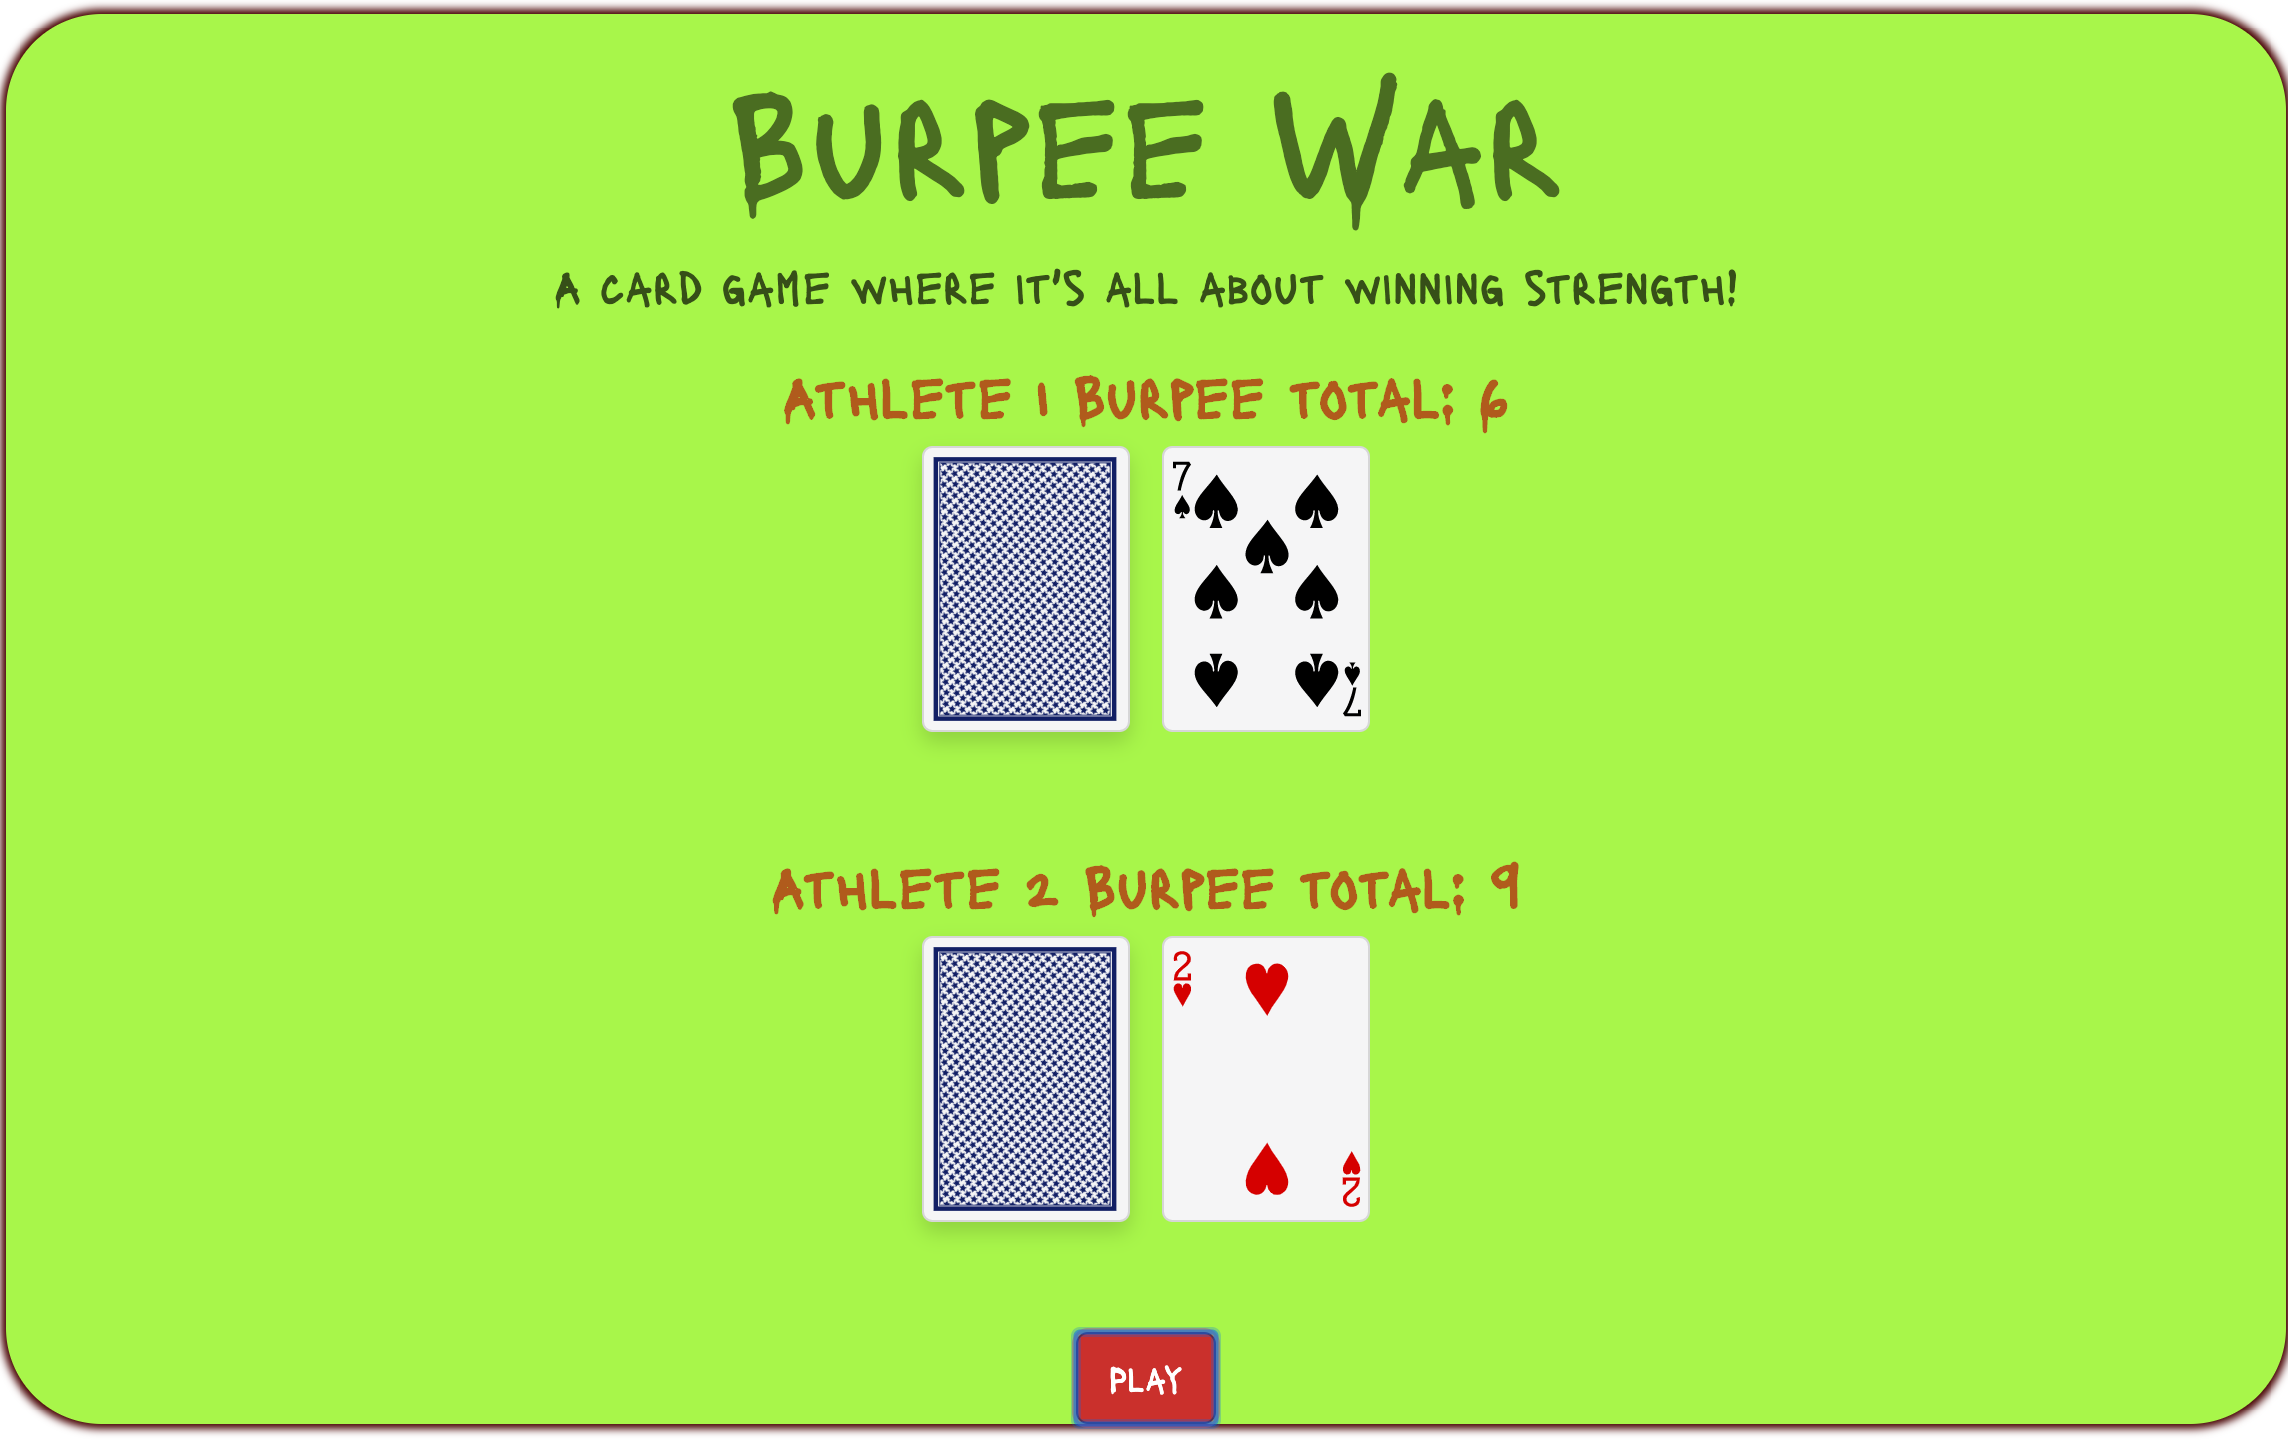 BURPEE WAR
A CARD GAME WHERE IT'S ALL ABOUT WINNING STRENGTH!
ATHLETE 1 BURPEE TOTAL: 6
7
7
ATHLETE 2 BURPEE TOTAL: 9
2
2
PLAY